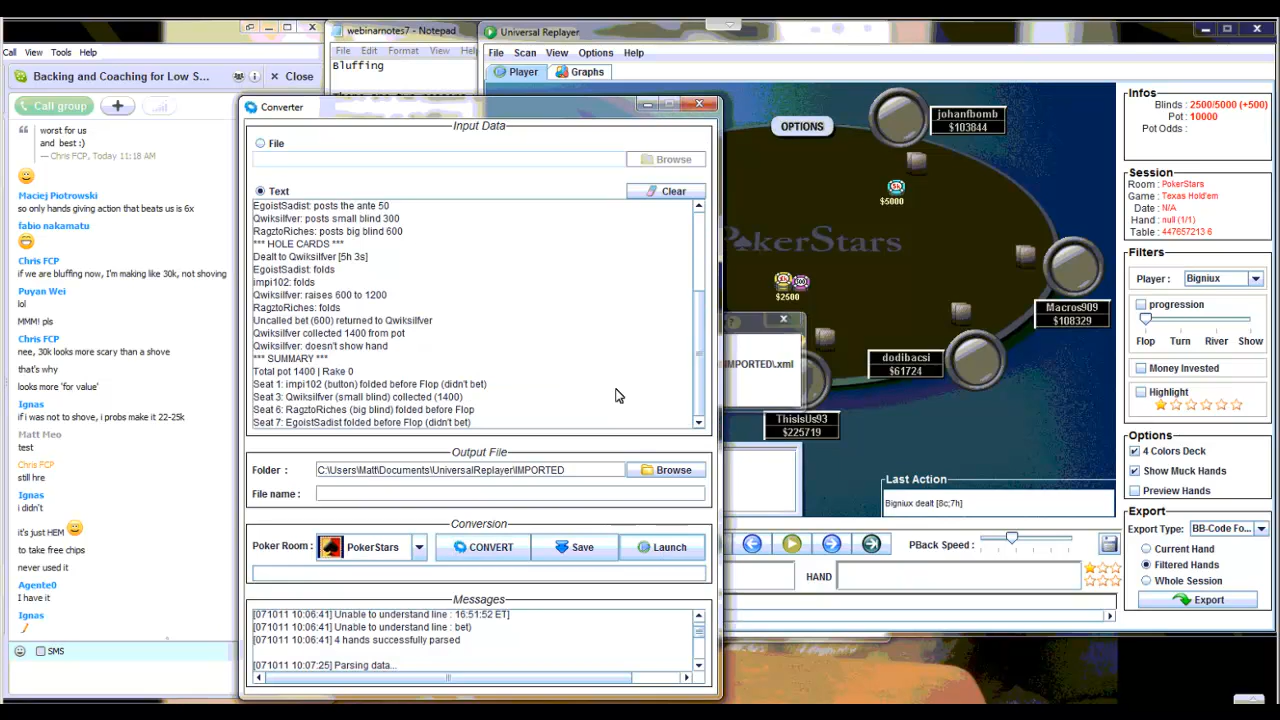 Call View Tools Help
Backing and Coaching for Low S...
Close
Call group
worst for us
and best :)
— Chris FCP, Today 11:18 AM
Maciej Piotrowski
so only hands giving action that beats us is 6x
fabio nakamatu
Chris FCP
if we are bluffing now, I'm making like 30k, not shoving
Puyan Wei
lol
MMM! pls
Chris FCP
nee, 30k looks more scary than a shove
that's why
looks more 'for value'
Ignas
if i was not to shove, i probs make it 22-25k
Matt Meo
test
Chris FCP
still hre
Ignas
i didn't
it's just HEM
to take free chips
never used it
Agente0
I have it
Ignas
SMS
webinarnotes7 - Notepad
File Edit Format View Help
Bluffing
Converter
Input Data
File
Browse
Text
Clear
EgoistSadist: posts the ante 50
Qwiksilfver: posts small blind 300
RagztoRiches: posts big blind 600
*** HOLE CARDS ***
Dealt to Qwiksilfver [5h 3s]
EgoistSadist: folds
impi102: folds
Qwiksilfver: raises 600 to 1200
RagztoRiches: folds
Uncalled bet (600) returned to Qwiksilfver
Qwiksilfver collected 1400 from pot
Qwiksilfver: doesn't show hand
*** SUMMARY ***
Total pot 1400 | Rake 0
Seat 1: impi102 (button) folded before Flop (didn't bet)
Seat 3: Qwiksilfver (small blind) collected (1400)
Seat 6: RagztoRiches (big blind) folded before Flop
Seat 7: EgoistSadist folded before Flop (didn't bet)
Output File
Folder : C:\Users\Matt\Documents\UniversalReplayer\IMPORTED
Browse
File name :
Conversion
Poker Room : PokerStars
CONVERT
Save
Launch
Messages
[071011 10:06:41] Unable to understand line : 16:51:52 ET]
[071011 10:06:41] Unable to understand line : bet)
[071011 10:06:41] 4 hands successfully parsed
[071011 10:07:25] Parsing data...
Universal Replayer
File Scan View Options Help
Player Graphs
OPTIONS
johanfbomb
$103844
$5000
PokerStars
$2500
Macros909
$108329
MPORTED\.xml
dodibacsi
$61724
ThisIsUs93
$225719
Last Action
Bigniux dealt [8c;7h]
PBack Speed :
HAND
Infos
Blinds : 2500/5000 (+500)
Pot : 10000
Pot Odds :
Session
Room : PokerStars
Game : Texas Hold'em
Date : N/A
Hand : null (1/1)
Table : 447657213 6
Filters
Player : Bigniux
progression
Flop Turn River Show
Money Invested
Highlight
Options
4 Colors Deck
Show Muck Hands
Preview Hands
Export
Export Type : BB-Code Fo...
Current Hand
Filtered Hands
Whole Session
Export